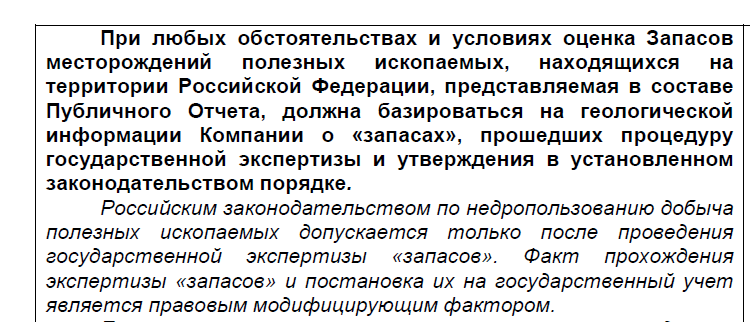 При любых обстоятельствах и условиях оценка Запасов
месторождений полезных ископаемых, находящихся на
территории Российской Федерации, представляемая в составе
Публичного Отчета, должна базироваться на геологической
информации Компании о «запасах», прошедших процедуру
государственной экспертизы и утверждения в установленном
законодательством порядке.
Российским законодательством по недропользованию добыча
полезных ископаемых допускается только после проведения
государственной экспертизы «запасов». Факт прохождения
экспертизы «запасов» и постановка их на государственный учет
является правовым модифицирующим фактором.